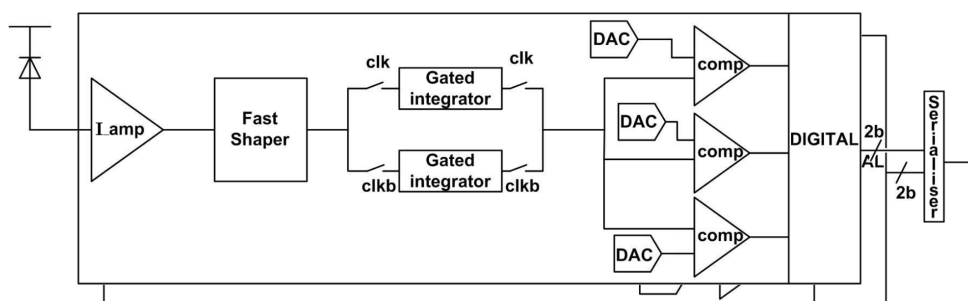 DAC
clk
clk
comp
Gated
integrator
Fast
Shaper
Iamp
DAC
DIGITAL
2b
Serialiser
comp
Gated
integrator
AL
clkb
clkb
2b
comp
DAC